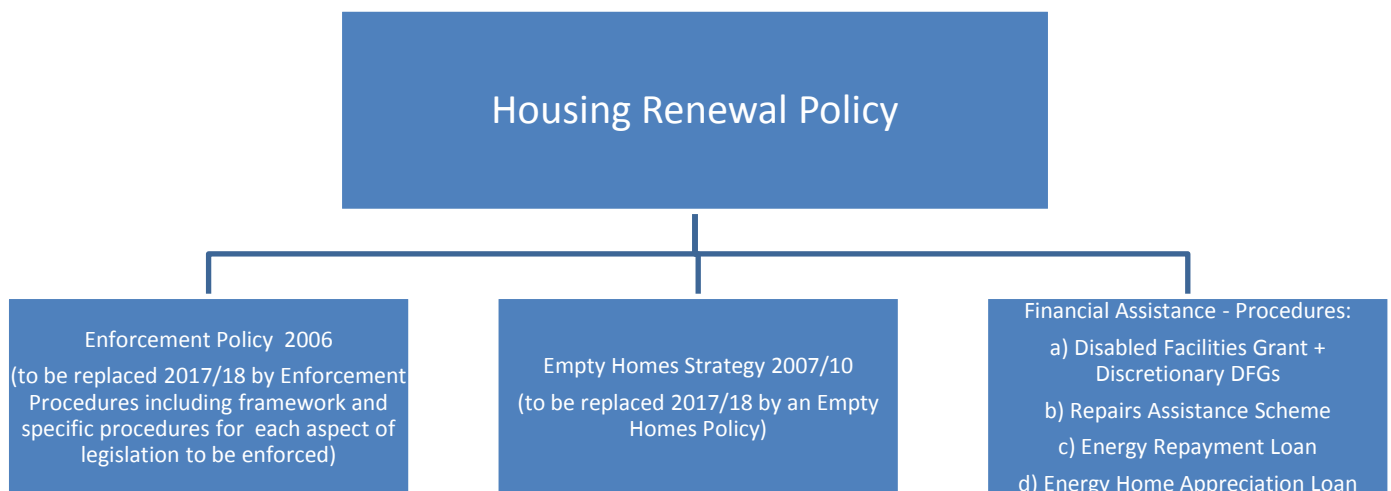 Housing Renewal Policy
Enforcement Policy 2006
(to be replaced 2017/18 by Enforcement
Procedures including framework and
specific procedures for each aspect of
legislation to be enforced)
Empty Homes Strategy 2007/10
(to be replaced 2017/18 by an Empty
Homes Policy)
Financial Assistance - Procedures:
a) Disabled Facilities Grant +
Discretionary DFGs
b) Repairs Assistance Scheme
c) Energy Repayment Loan
d) Energy Home Appreciation Loan